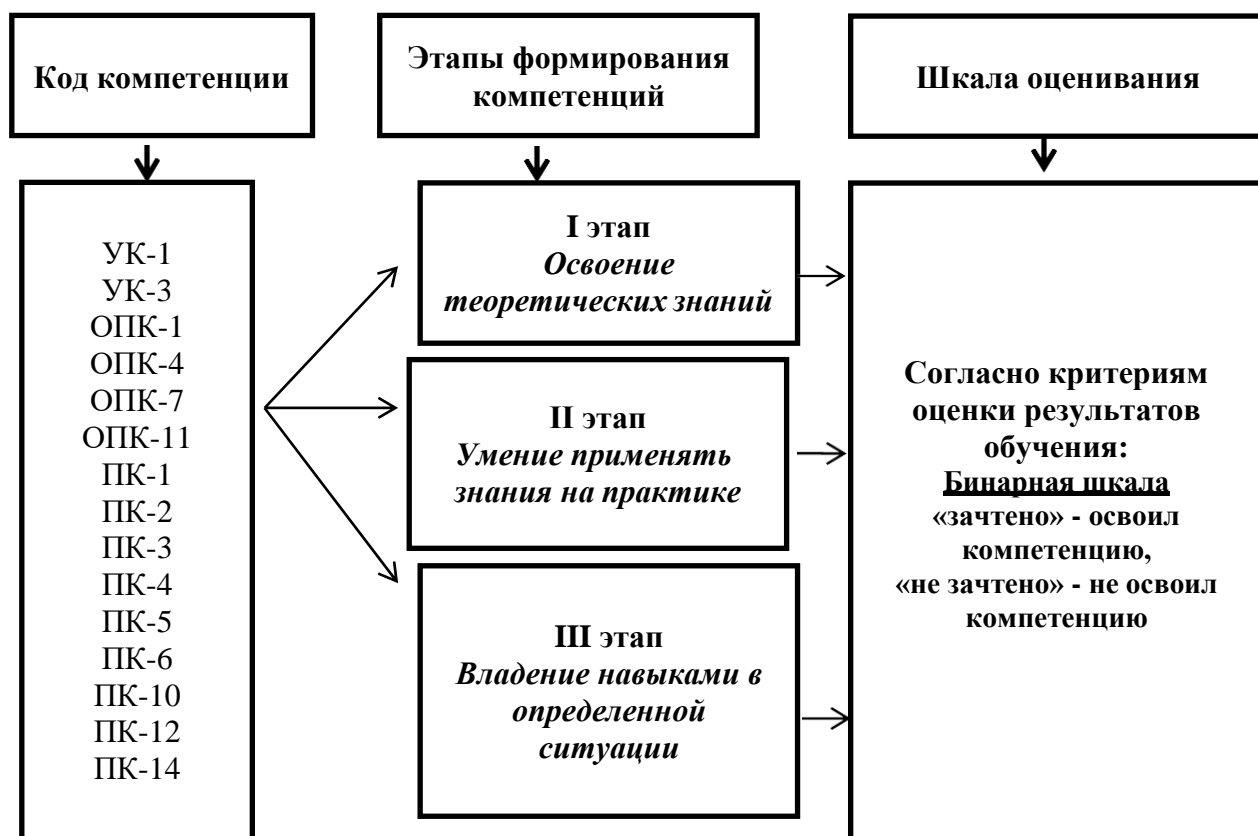 Код компетенции
Этапы формирования
компетенций
Шкала оценивания
УК-1
УК-3
ОПК-1
ОПК-4
ОПК-7
ОПК-11
ПК-1
ПК-2
ПК-3
ПК-4
ПК-5
ПК-6
ПК-10
ПК-12
ПК-14
I этап
Освоение
теоретических знаний
II этап
Умение применять
знания на практике
III этап
Владение навыками в
определенной
ситуации
Согласно критериям
оценки результатов
обучения:
Бинарная шкала
«зачтено» - освоил
компетенцию,
«не зачтено» - не освоил
компетенцию